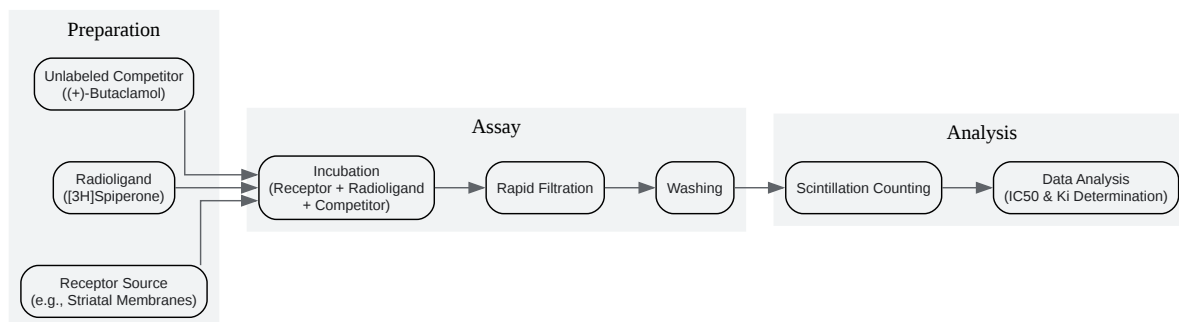 Preparation
Unlabeled Competitor
((+)-Butaclamol)
Radioligand
([3H]Spiperone)
Receptor Source
(e.g., Striatal Membranes)
Assay
Incubation
(Receptor + Radioligand
+ Competitor)
Rapid Filtration
Washing
Analysis
Scintillation Counting
Data Analysis
(IC50 & Ki Determination)